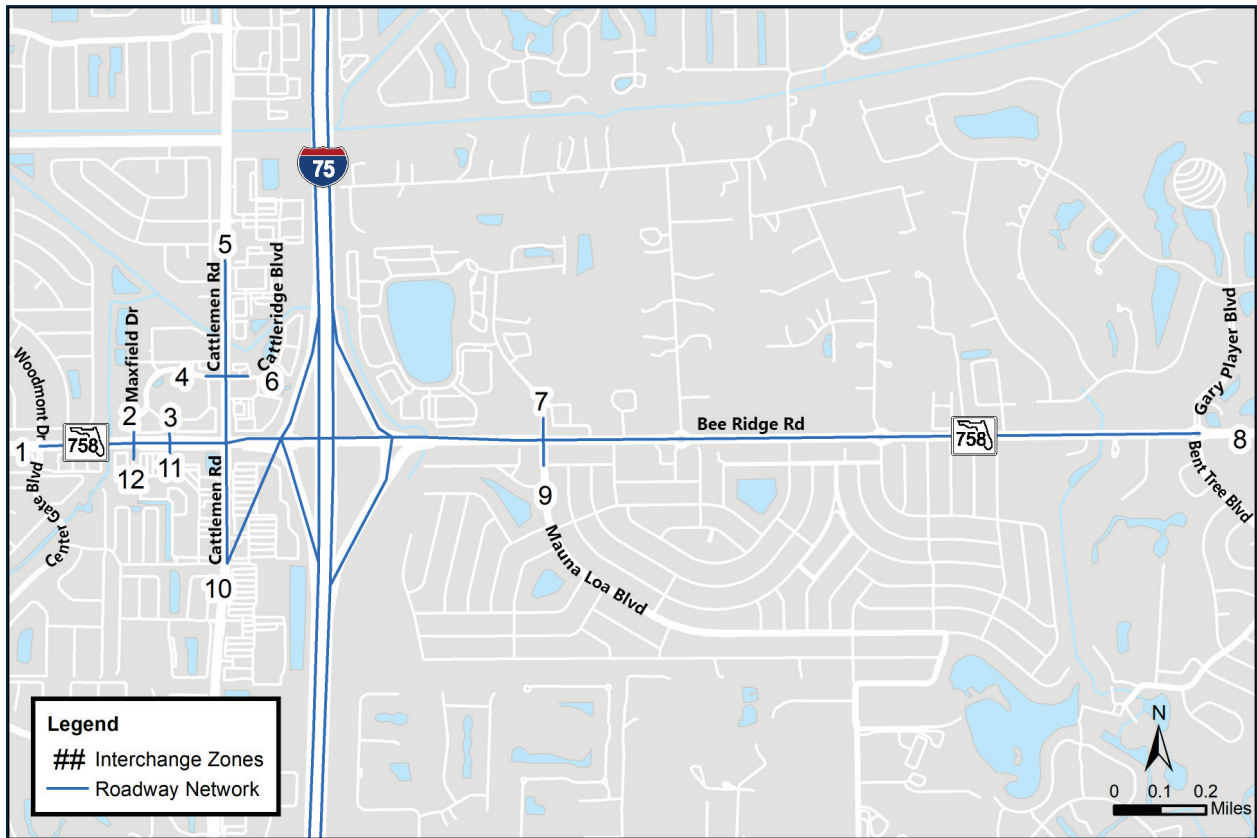 75
5
Cattlemen Rd
Cattleridge Blvd
Maxfield Dr
Woodmont Dr
4
6
2
3
7
Gary Player Blvd
1
758
Bee Ridge Rd
758
8
12
11
Center Gate Blvd
Cattlemen Rd
9
Bent Tree Blvd
Mauna Loa Blvd
10
Legend
## Interchange Zones
Roadway Network
N
0 0.1 0.2
Miles